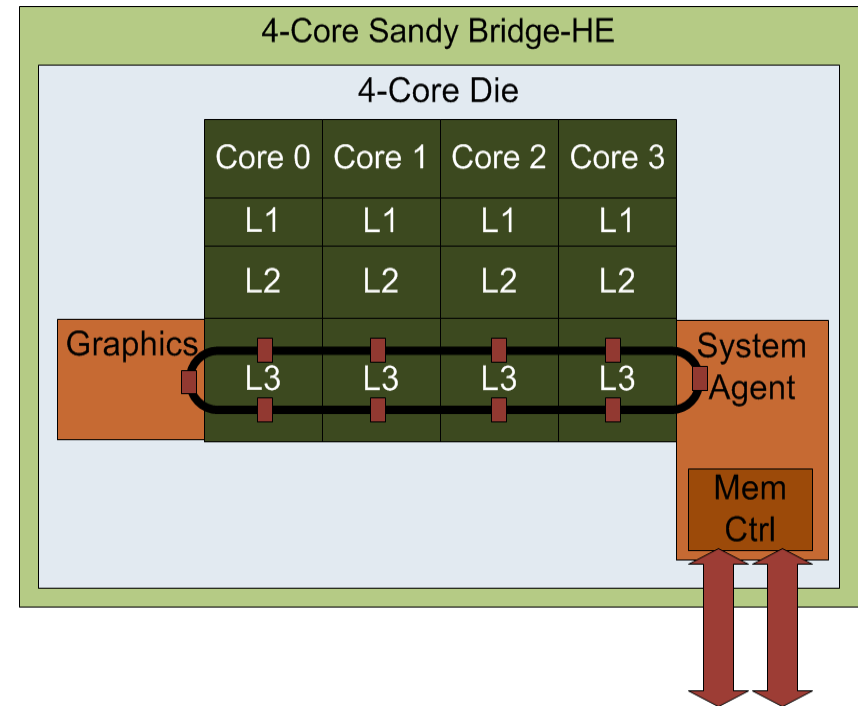 4-Core Sandy Bridge-HE
4-Core Die
Core 0 Core 1 Core 2 Core 3
L1 L1 L1 L1
L2 L2 L2 L2
Graphics
L3 L3 L3 L3
System
Agent
Mem
Ctrl